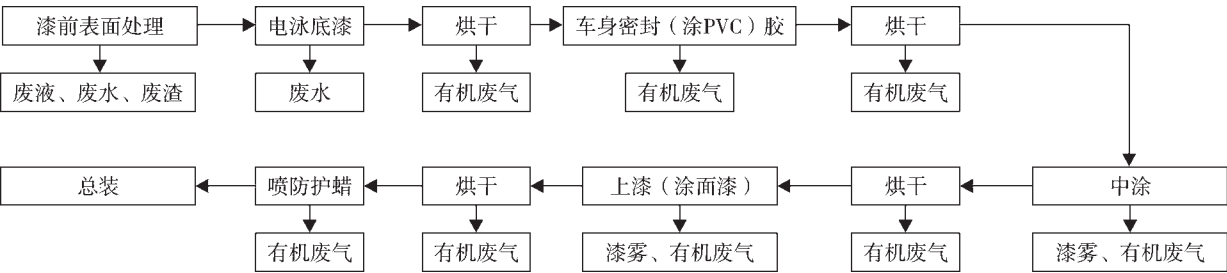 漆前表面处理
电泳底漆
烘干
车身密封（涂PVC）胶
烘干
废液、废水、废渣
废水
有机废气
有机废气
有机废气
总装
喷防护蜡
烘干
上漆（涂面漆）
烘干
中涂
有机废气
有机废气
漆雾、有机废气
有机废气
漆雾、有机废气